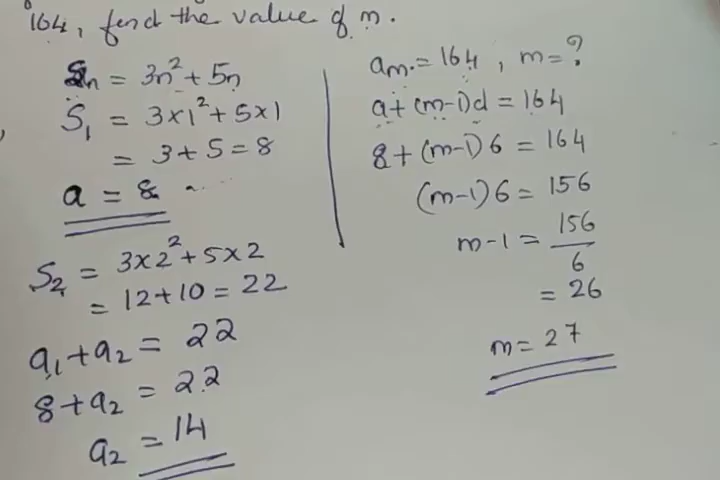 164, find the value of m.
Sn = 3n² + 5n
S₁ = 3×1² + 5×1
= 3 + 5 = 8
a = 8
S₂ = 3×2² + 5×2
= 12 + 10 = 22
a₁ + a₂ = 22
8 + a₂ = 22
a₂ = 14
am = 164, m = ?
a + (m-1)d = 164
8 + (m-1)6 = 164
(m-1)6 = 156
m-1 = 156/6
= 26
m = 27